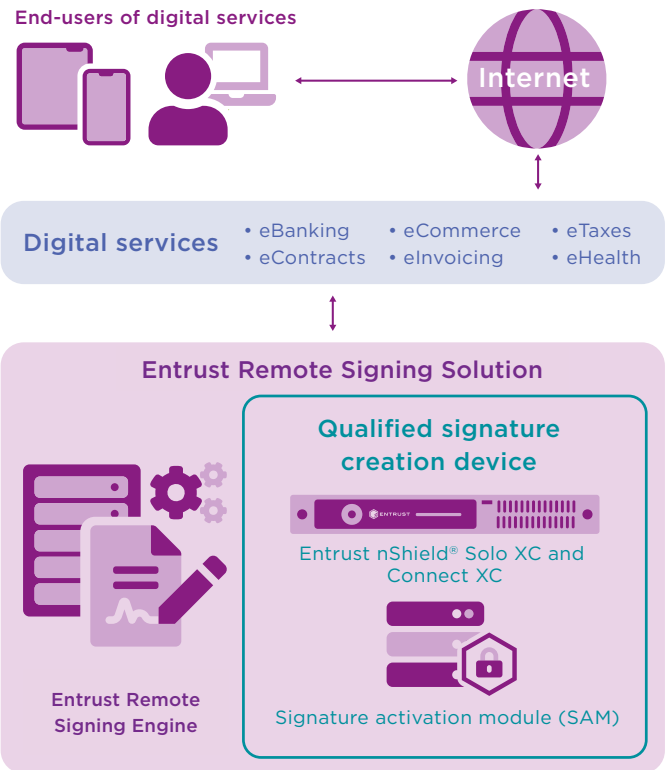 End-users of digital services
Internet
Digital services
• eBanking
• eCommerce
• eTaxes
• eContracts
• eInvoicing
• eHealth
Entrust Remote Signing Solution
Qualified signature
creation device
ENTRUST
Entrust nShield® Solo XC and
Connect XC
Signature activation module (SAM)
Entrust Remote
Signing Engine